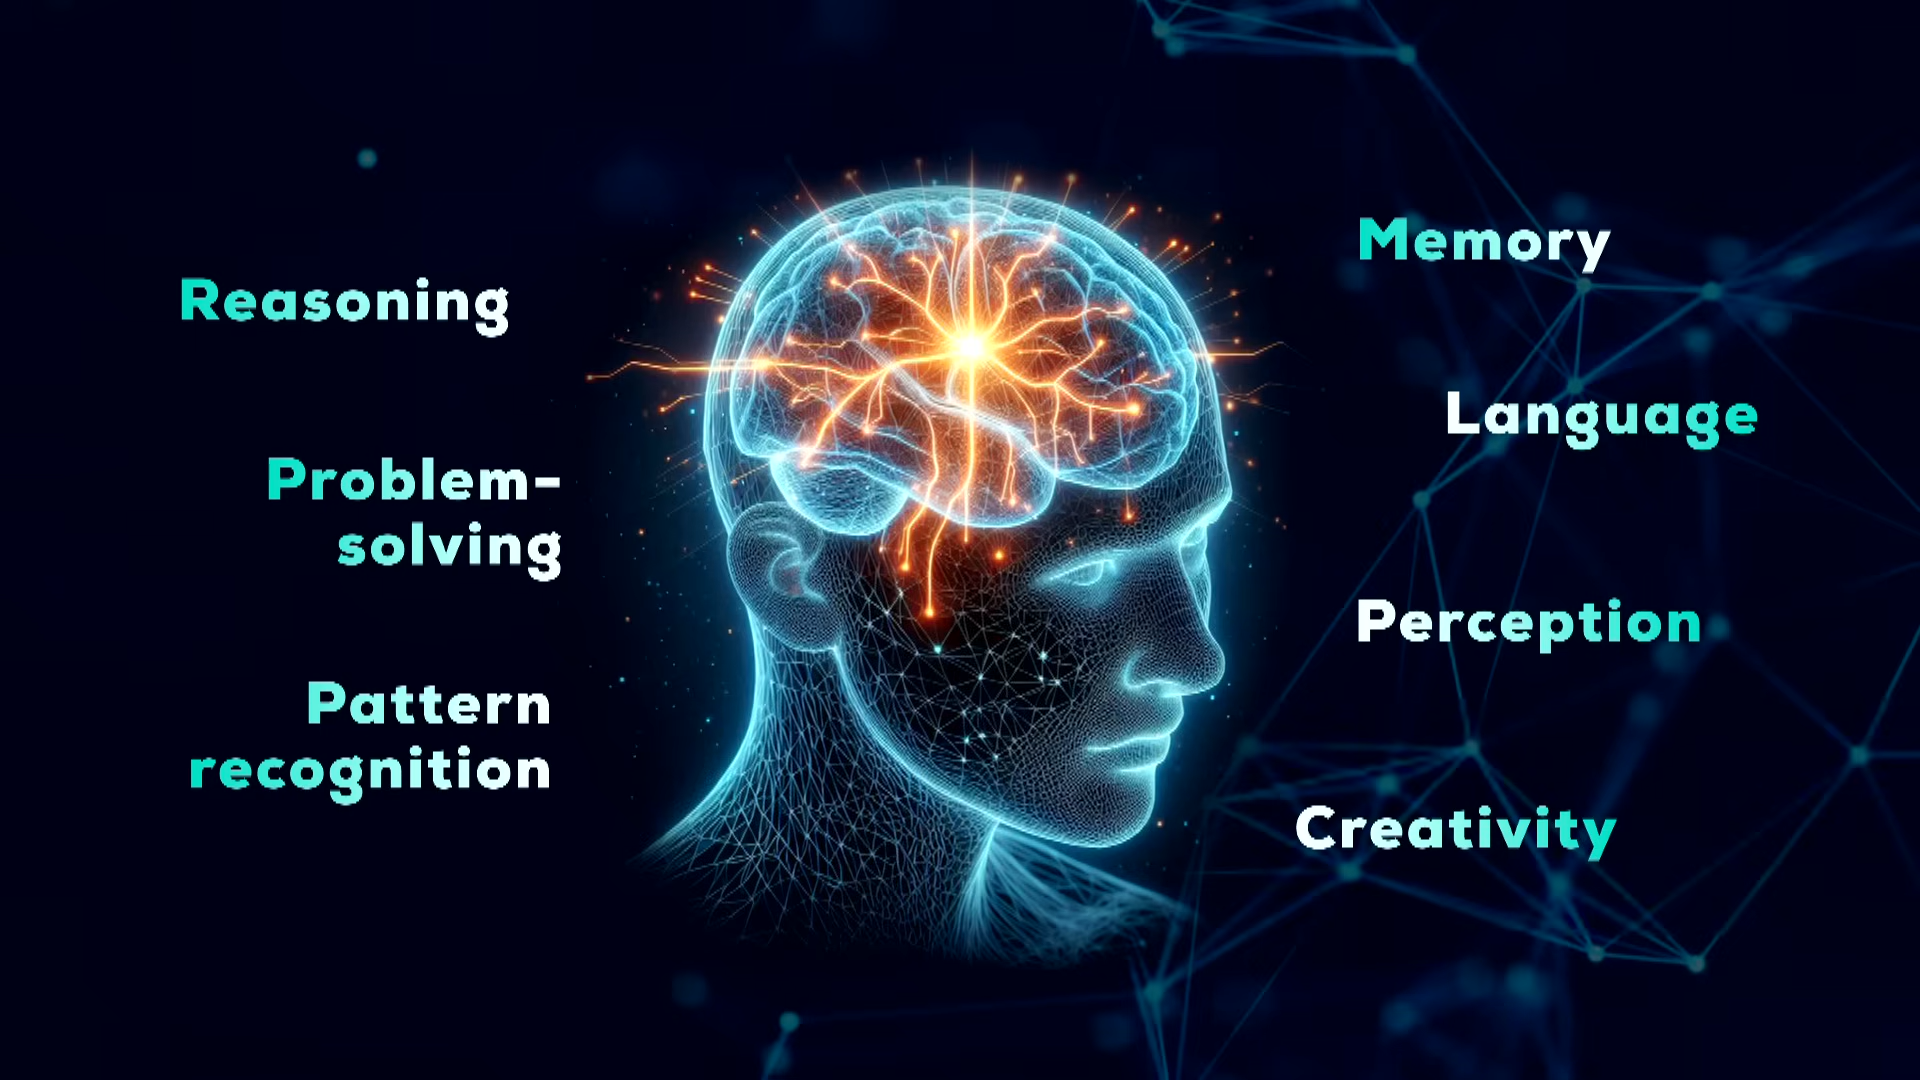 Reasoning
Problem-
solving
Pattern
recognition
Memory
Language
Perception
Creativity